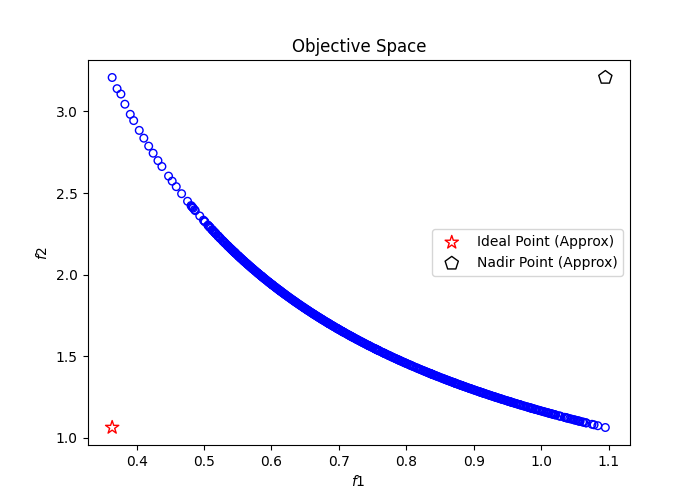 Objective Space
f2
3.0
2.5
2.0
1.5
1.0
Ideal Point (Approx)
Nadir Point (Approx)
0.4 0.5 0.6 0.7 0.8 0.9 1.0 1.1
f1